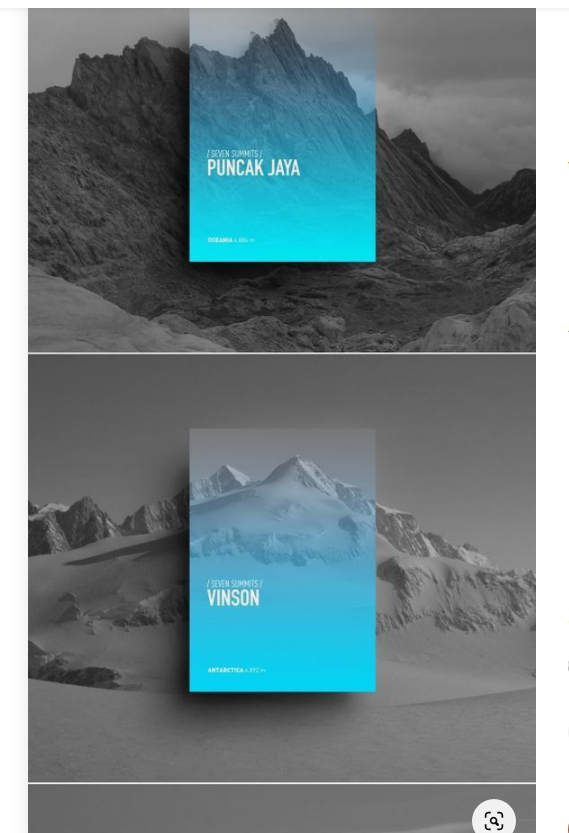 / SEVEN SUMMITS /
PUNCAK JAYA
OCEANIA 4.884 m
/ SEVEN SUMMITS /
VINSON
ANTARCTICA 4.892 m